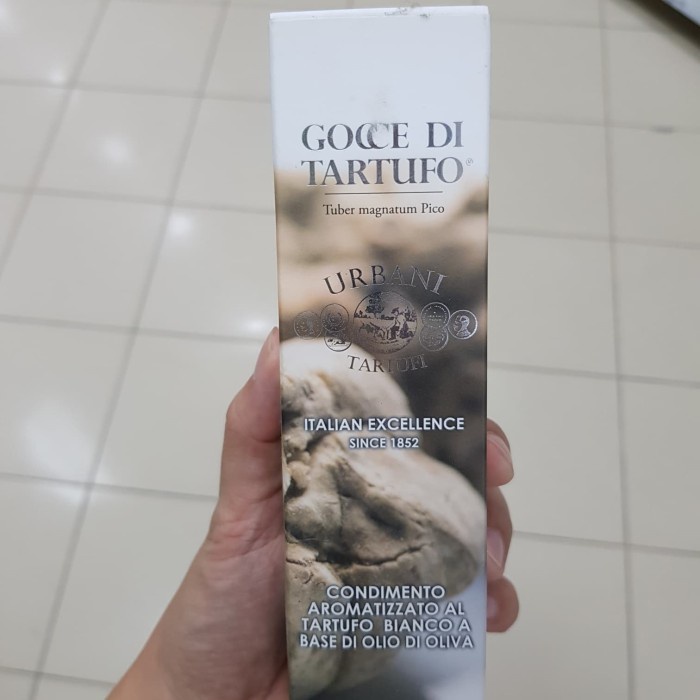 GOCCE DI
TARTUFO®
Tuber magnatum Pico
URBANI
TARTUFI
ITALIAN EXCELLENCE
SINCE 1852
CONDIMENTO
AROMATIZZATO AL
TARTUFO BIANCO A
BASE DI OLIO DI OLIVA